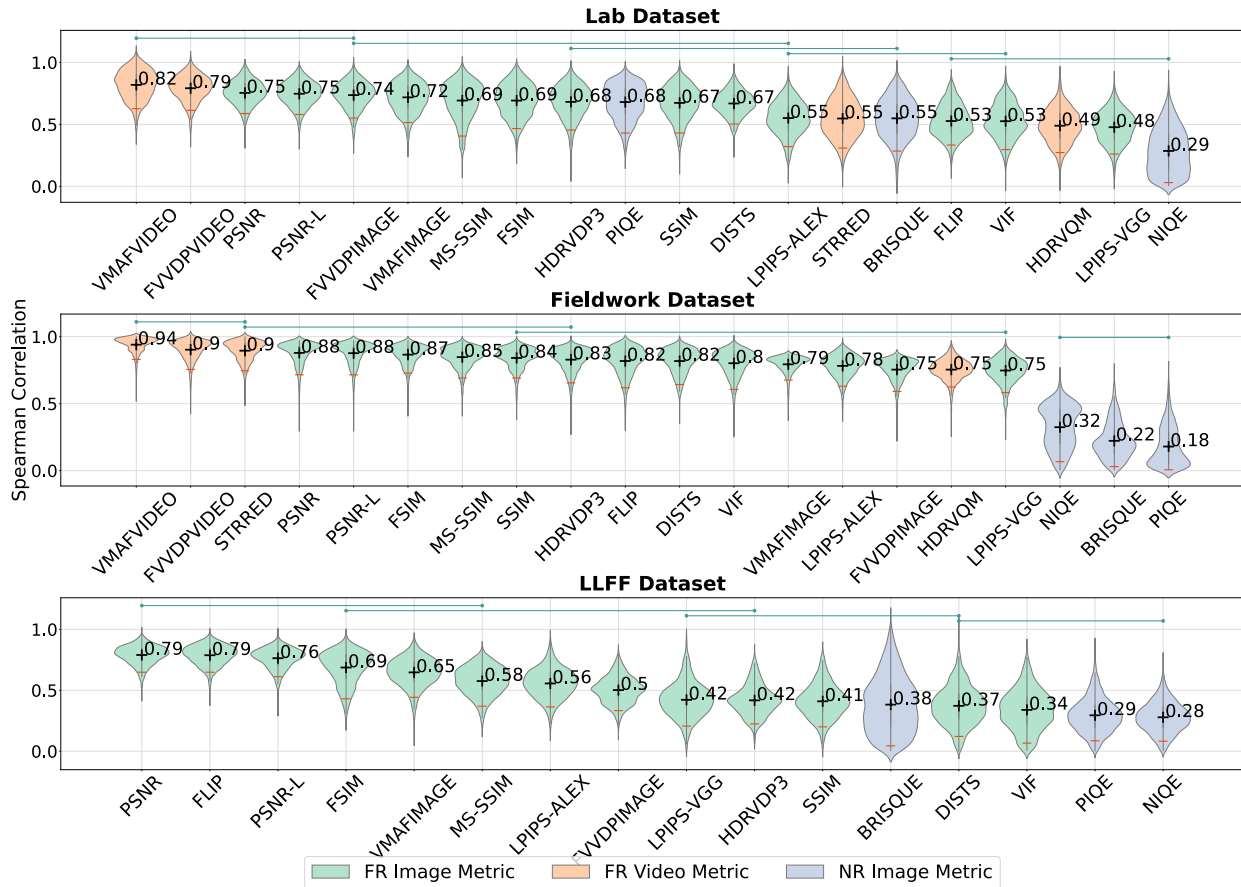 Lab Dataset
1.0
0.5
0.0
0.82 0.79 0.75 0.75 0.74 0.72 0.69 0.69 0.68 0.68 0.67 0.67 0.55 0.55 0.55 0.53 0.53 0.49 0.48 0.29
VMAFVIDEO FVVDPVIDEO PSNR PSNR-L FVVDPIMAGE VMAFIMAGE MS-SSIM FSIM HDRVDP3 PIQE SSIM DISTS LPIPS-ALEX STRRED BRISQUE FLIP VIF HDRVQM LPIPS-VGG NIQE
Spearman Correlation
Fieldwork Dataset
1.0
0.5
0.0
0.94 0.9 0.9 0.88 0.88 0.87 0.85 0.84 0.83 0.82 0.82 0.8 0.79 0.78 0.75 0.75 0.75 0.32 0.22 0.18
VMAFVIDEO FVVDPVIDEO STRRED PSNR PSNR-L FSIM MS-SSIM SSIM HDRVDP3 FLIP DISTS VIF VMAFIMAGE LPIPS-ALEX FVVDPIMAGE HDRVQM LPIPS-VGG NIQE BRISQUE PIQE
LLFF Dataset
1.0
0.5
0.0
0.79 0.79 0.76 0.69 0.65 0.58 0.56 0.5 0.42 0.42 0.41 0.38 0.37 0.34 0.29 0.28
PSNR FLIP PSNR-L FSIM VMAFIMAGE MS-SSIM LPIPS-ALEX FVVDPIMAGE LPIPS-VGG HDRVDP3 SSIM BRISQUE DISTS VIF PIQE NIQE
FR Image Metric FR Video Metric NR Image Metric